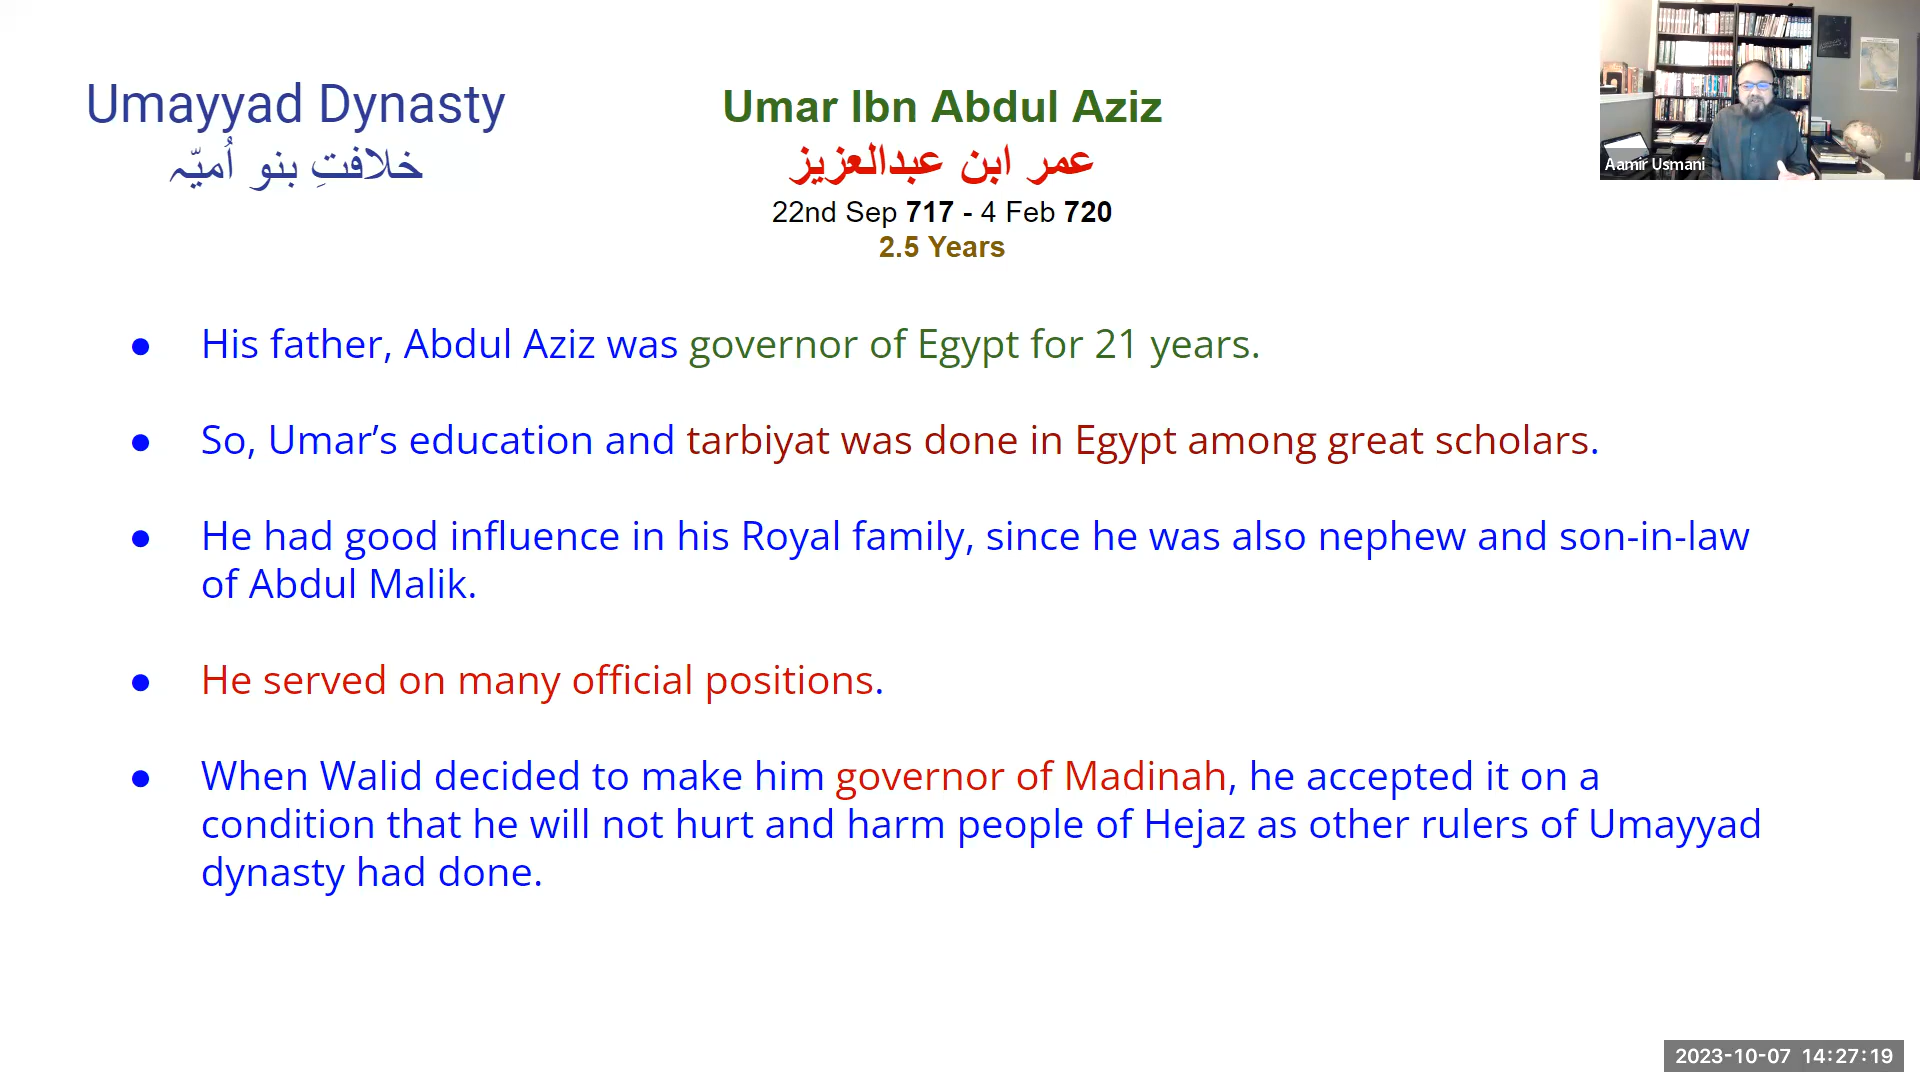 Umayyad Dynasty
خلافتِ بنو اُمیّہ
Umar Ibn Abdul Aziz
عمر ابن عبدالعزیز
22nd Sep 717 - 4 Feb 720
2.5 Years
Aamir Usmani
● His father, Abdul Aziz was governor of Egypt for 21 years.
● So, Umar’s education and tarbiyat was done in Egypt among great scholars.
● He had good influence in his Royal family, since he was also nephew and son-in-law
of Abdul Malik.
● He served on many official positions.
● When Walid decided to make him governor of Madinah, he accepted it on a
condition that he will not hurt and harm people of Hejaz as other rulers of Umayyad
dynasty had done.
2023-10-07 14:27:19